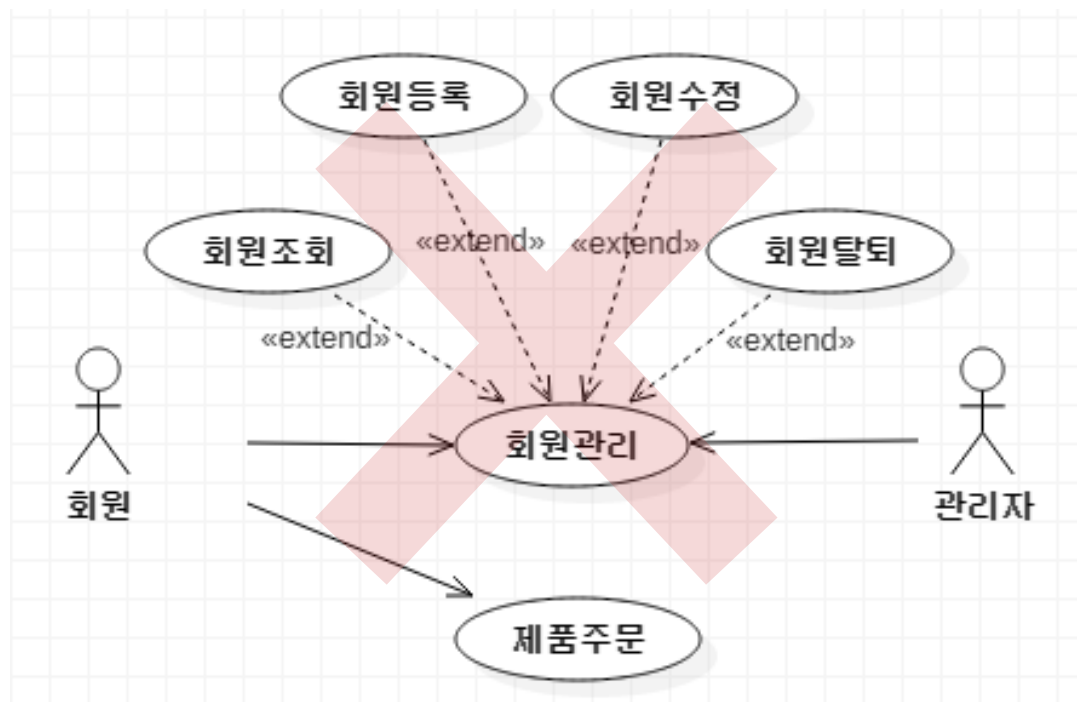 회원등록
회원수정
«extend»
«extend»
회원조회
회원탈퇴
«extend»
«extend»
회원관리
회원
관리자
제품주문